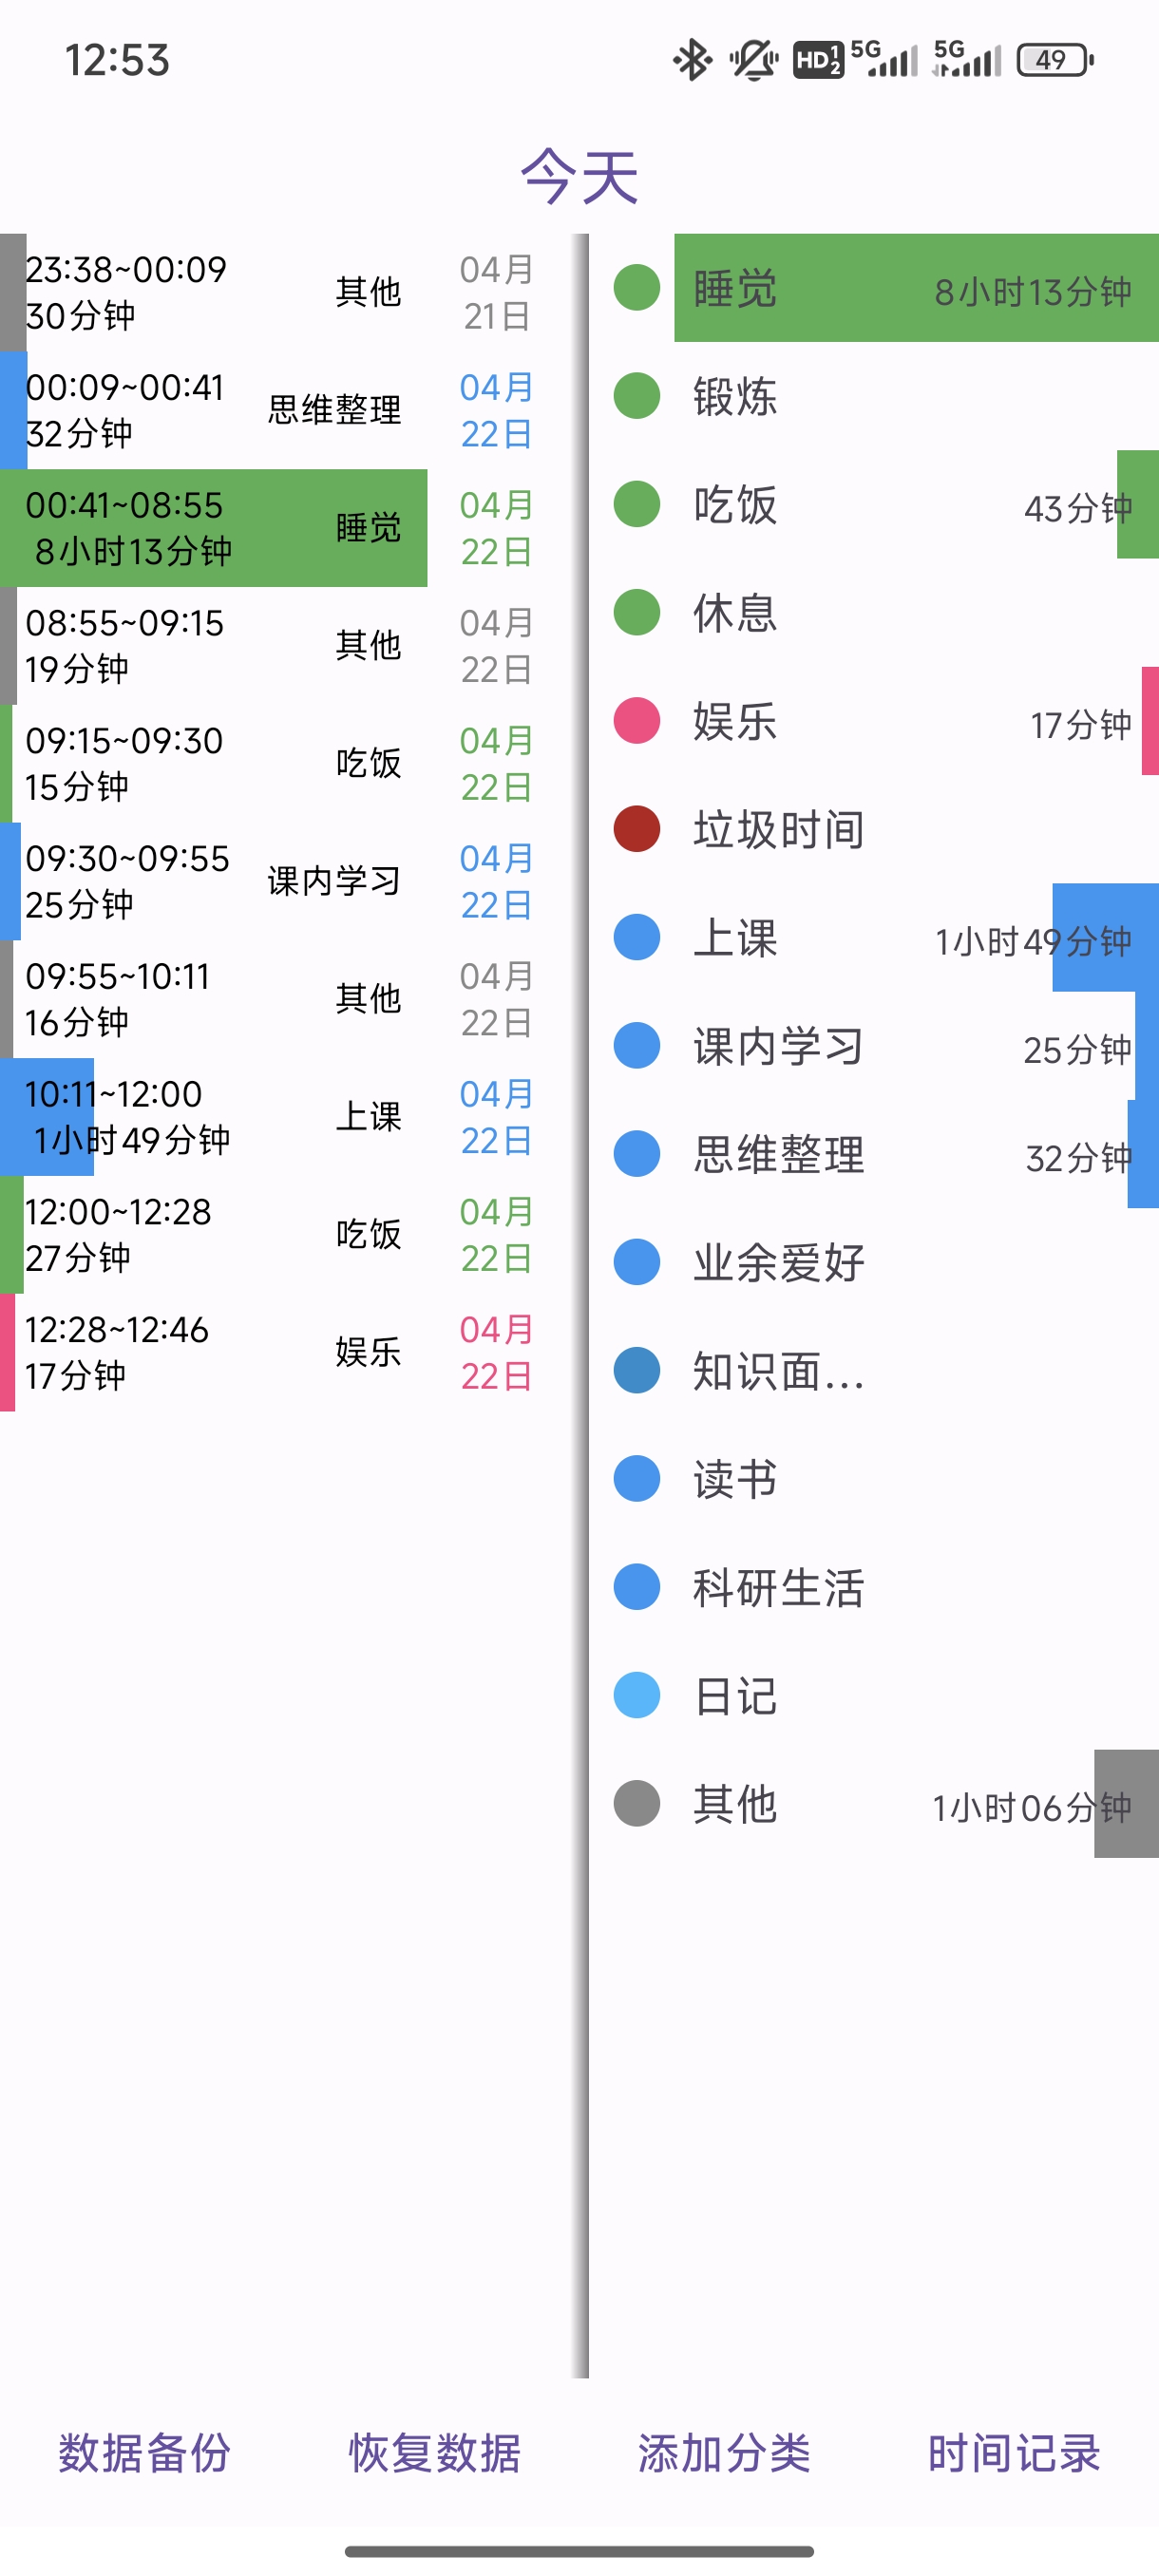 12:53
HD 1 2 5G 5G 49
今天
23:38~00:09
30分钟
其他
04月
21日
00:09~00:41
32分钟
思维整理
04月
22日
00:41~08:55
8小时13分钟
睡觉
04月
22日
08:55~09:15
19分钟
其他
04月
22日
09:15~09:30
15分钟
吃饭
04月
22日
09:30~09:55
25分钟
课内学习
04月
22日
09:55~10:11
16分钟
其他
04月
22日
10:11~12:00
1小时49分钟
上课
04月
22日
12:00~12:28
27分钟
吃饭
04月
22日
12:28~12:46
17分钟
娱乐
04月
22日
睡觉 8小时13分钟
锻炼
吃饭 43分钟
休息
娱乐 17分钟
垃圾时间
上课 1小时49分钟
课内学习 25分钟
思维整理 32分钟
业余爱好
知识面...
读书
科研生活
日记
其他 1小时06分钟
数据备份 恢复数据 添加分类 时间记录